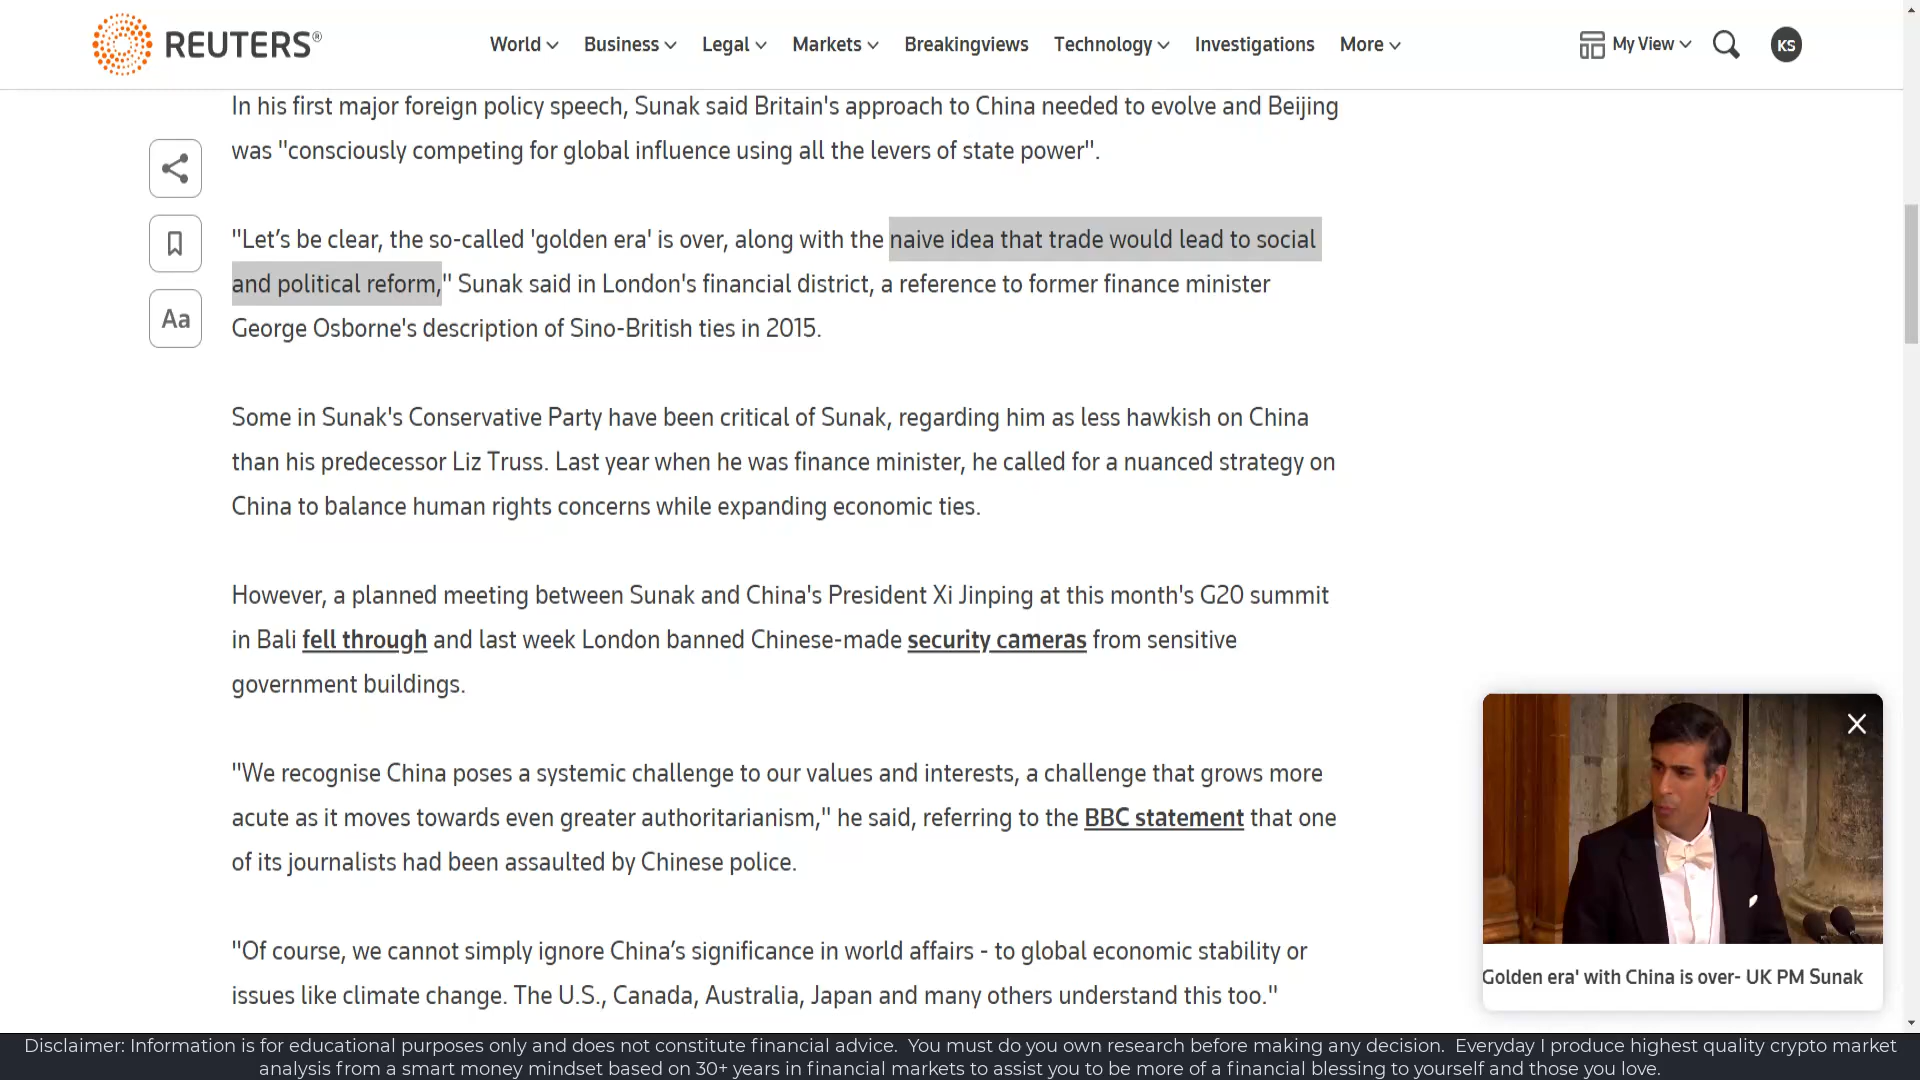 REUTERS®
World Business Legal Markets Breakingviews Technology Investigations More My View KS
In his first major foreign policy speech, Sunak said Britain's approach to China needed to evolve and Beijing
was "consciously competing for global influence using all the levers of state power".
"Let’s be clear, the so-called 'golden era' is over, along with the naive idea that trade would lead to social
and political reform," Sunak said in London's financial district, a reference to former finance minister
Aa
George Osborne's description of Sino-British ties in 2015.
Some in Sunak's Conservative Party have been critical of Sunak, regarding him as less hawkish on China
than his predecessor Liz Truss. Last year when he was finance minister, he called for a nuanced strategy on
China to balance human rights concerns while expanding economic ties.
However, a planned meeting between Sunak and China's President Xi Jinping at this month's G20 summit
in Bali fell through and last week London banned Chinese-made security cameras from sensitive
government buildings.
"We recognise China poses a systemic challenge to our values and interests, a challenge that grows more
acute as it moves towards even greater authoritarianism," he said, referring to the BBC statement that one
of its journalists had been assaulted by Chinese police.
"Of course, we cannot simply ignore China’s significance in world affairs - to global economic stability or
issues like climate change. The U.S., Canada, Australia, Japan and many others understand this too."
Golden era' with China is over- UK PM Sunak
Disclaimer: Information is for educational purposes only and does not constitute financial advice. You must do you own research before making any decision. Everyday I produce highest quality crypto market
analysis from a smart money mindset based on 30+ years in financial markets to assist you to be more of a financial blessing to yourself and those you love.